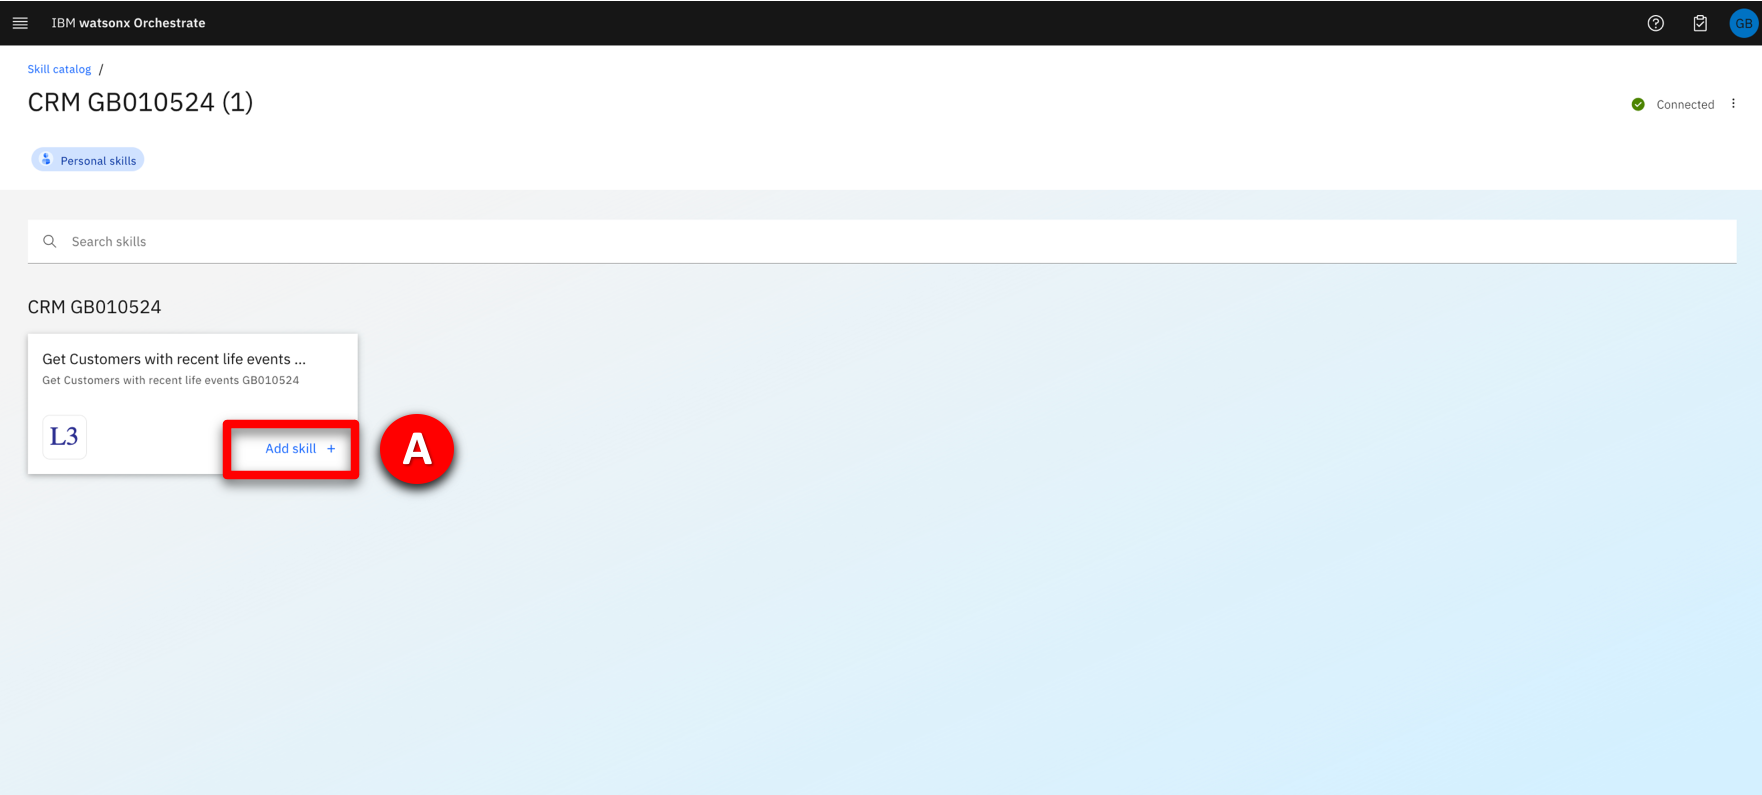 IBM watsonx Orchestrate
GB
Skill catalog /
CRM GB010524 (1)
Connected
Personal skills
Search skills
CRM GB010524
Get Customers with recent life events ...
Get Customers with recent life events GB010524
L3
Add skill +
A